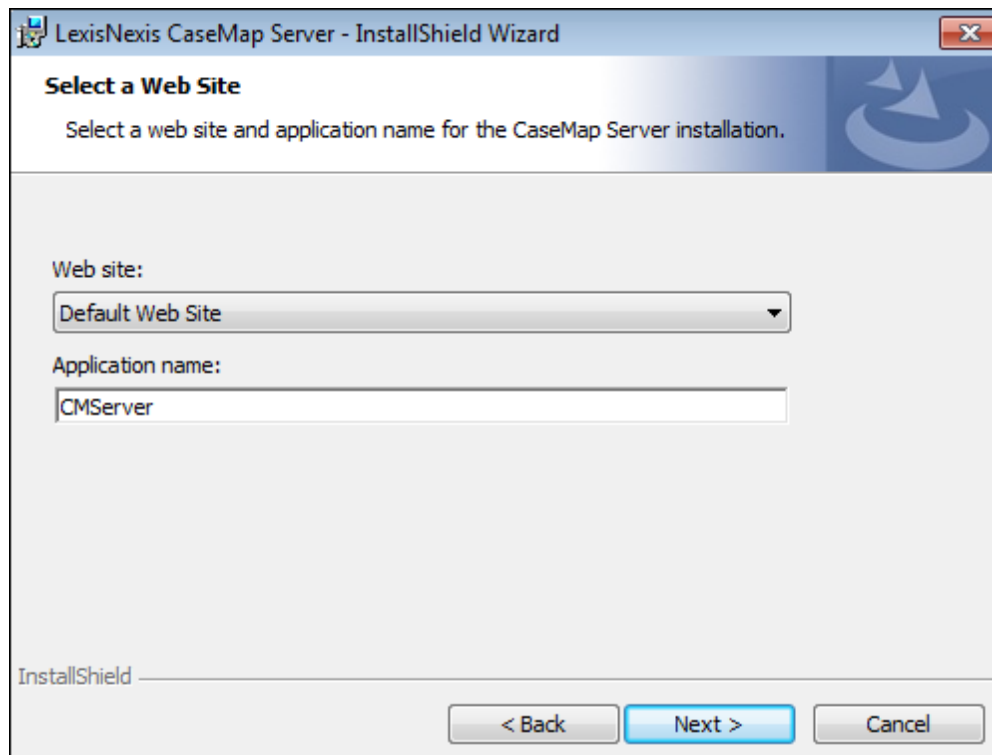 LexisNexis CaseMap Server - InstallShield Wizard
Select a Web Site
Select a web site and application name for the CaseMap Server installation.
Web site:
Default Web Site
Application name:
CMServer
InstallShield
< Back Next > Cancel